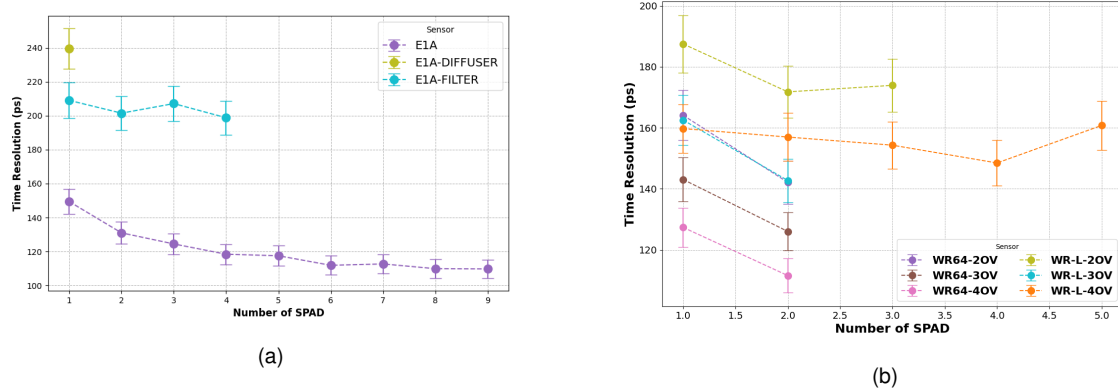 Sensor
E1A
E1A-DIFFUSER
E1A-FILTER
240
220
200
180
160
140
120
100
Time Resolution (ps)
1 2 3 4 5 6 7 8 9
Number of SPAD
(a)
200
180
160
140
120
Time Resolution (ps)
Sensor
WR64-2OV WR-L-2OV
WR64-3OV WR-L-3OV
WR64-4OV WR-L-4OV
1.0 1.5 2.0 2.5 3.0 3.5 4.0 4.5 5.0
Number of SPAD
(b)